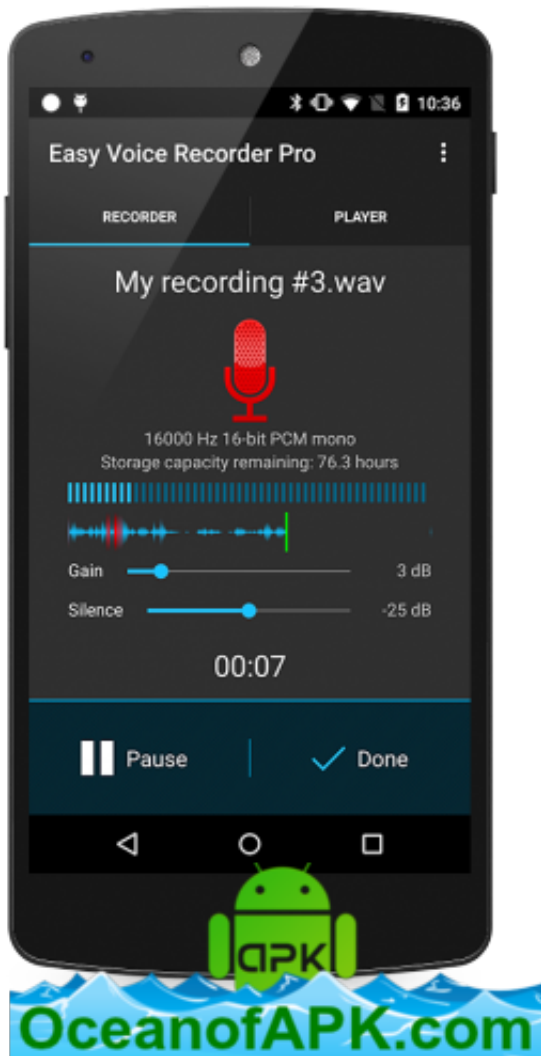 10:36
Easy Voice Recorder Pro
RECORDER PLAYER
My recording #3.wav
16000 Hz 16-bit PCM mono
Storage capacity remaining: 76.3 hours
Gain 3 dB
Silence -25 dB
00:07
Pause Done
APK
OceanofAPK.com